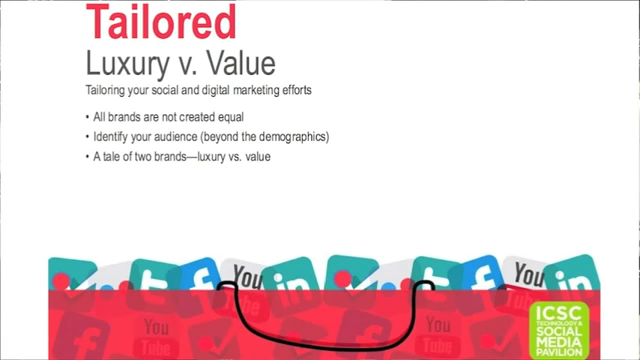 Tailored
Luxury v. Value
Tailoring your social and digital marketing efforts
• All brands are not created equal
• Identify your audience (beyond the demographics)
• A tale of two brands—luxury vs. value
You
Tube
You
Tube
You
Tube
You
Tube
ICSC
TECHNOLOGY &
SOCIAL
MEDIA
PAVILION